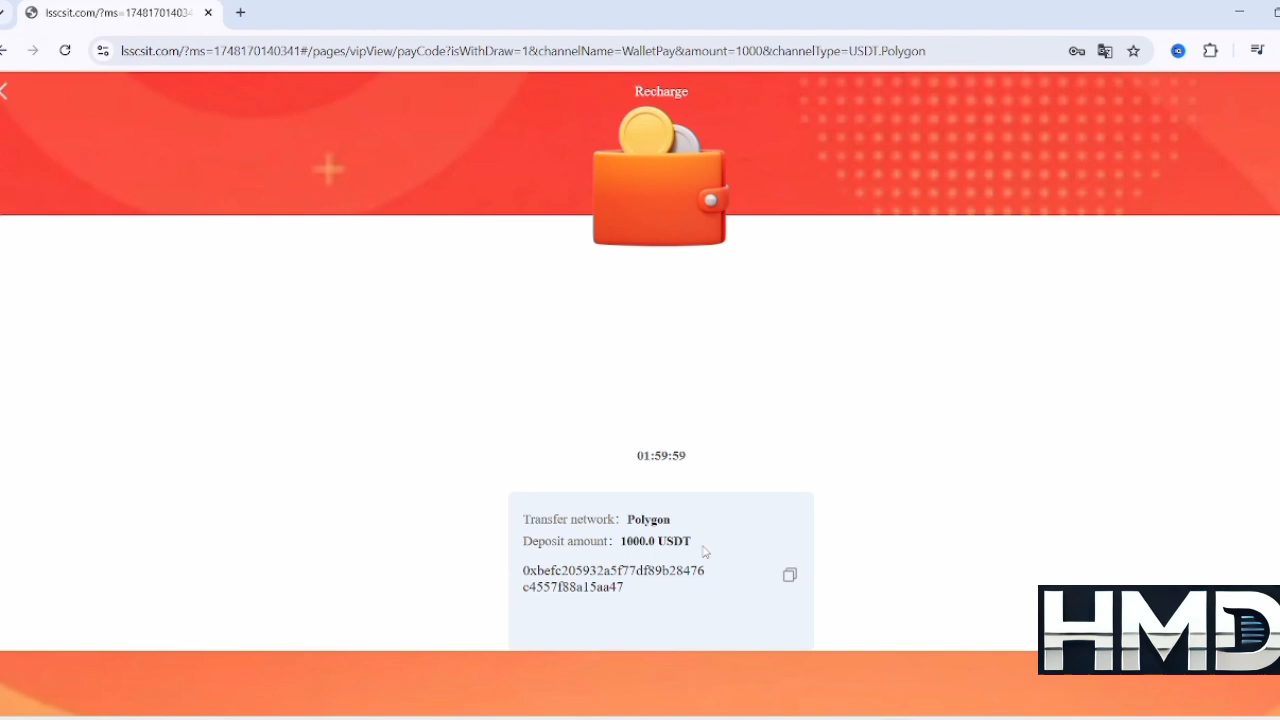 lsscsit.com/?ms=174817014034
lsscsit.com/?ms=1748170140341#/pages/vipView/payCode?isWithDraw=1&channelName=WalletPay&amount=1000&channelType=USDT.Polygon
Recharge
01:59:59
Transfer network: Polygon
Deposit amount: 1000.0 USDT
0xbefc205932a5f77df89b28476
c4557f88a15aa47
HMD